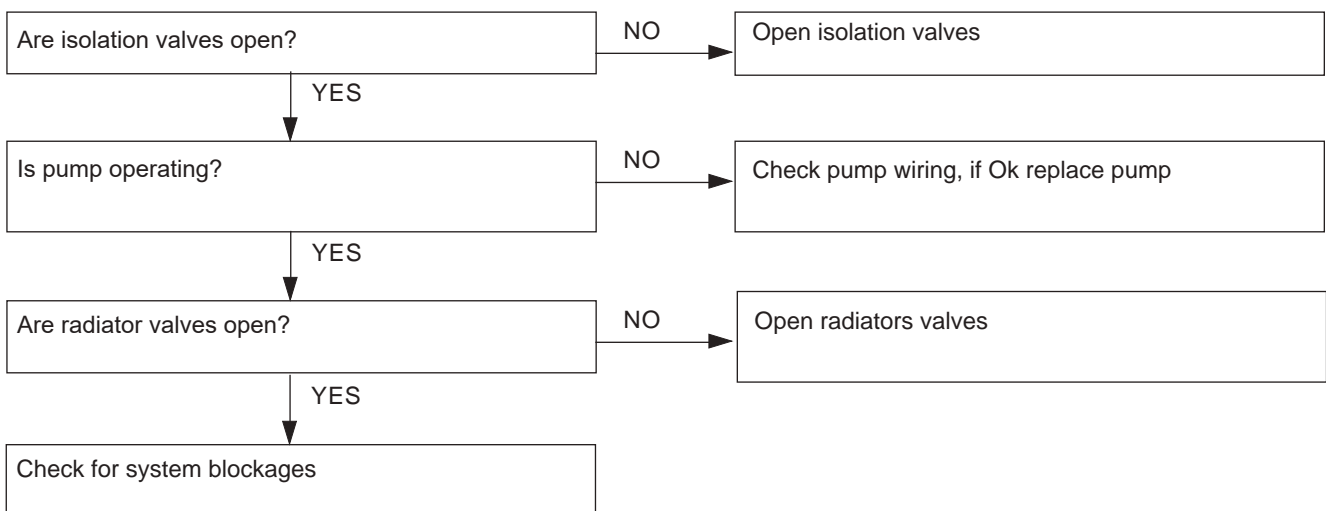 Are isolation valves open?
NO
Open isolation valves
YES
Is pump operating?
NO
Check pump wiring, if Ok replace pump
YES
Are radiator valves open?
NO
Open radiators valves
YES
Check for system blockages